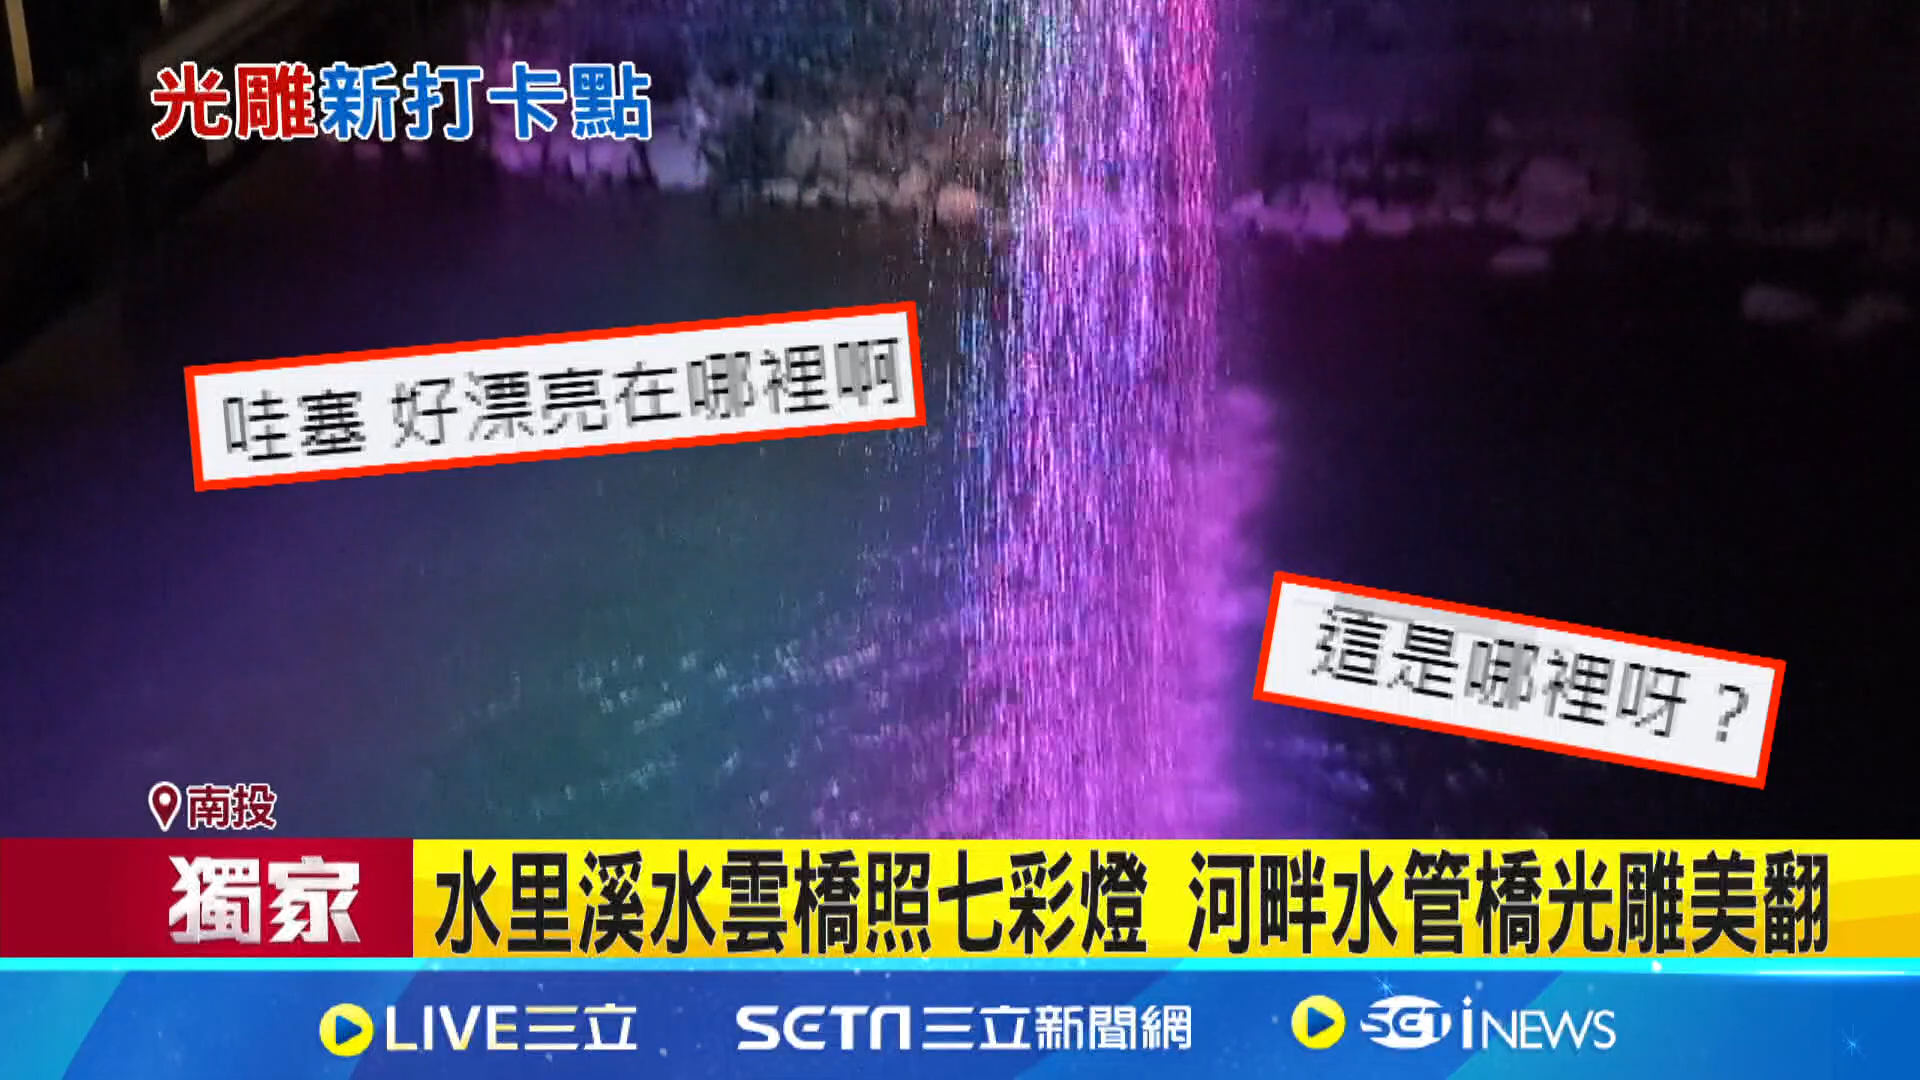 光雕新打卡點
哇塞 好漂亮在哪裡啊
這是哪裡呀？
南投
獨家
水里溪水雲橋照七彩燈 河畔水管橋光雕美翻
LIVE三立
SETN三立新聞網
SETiNEWS